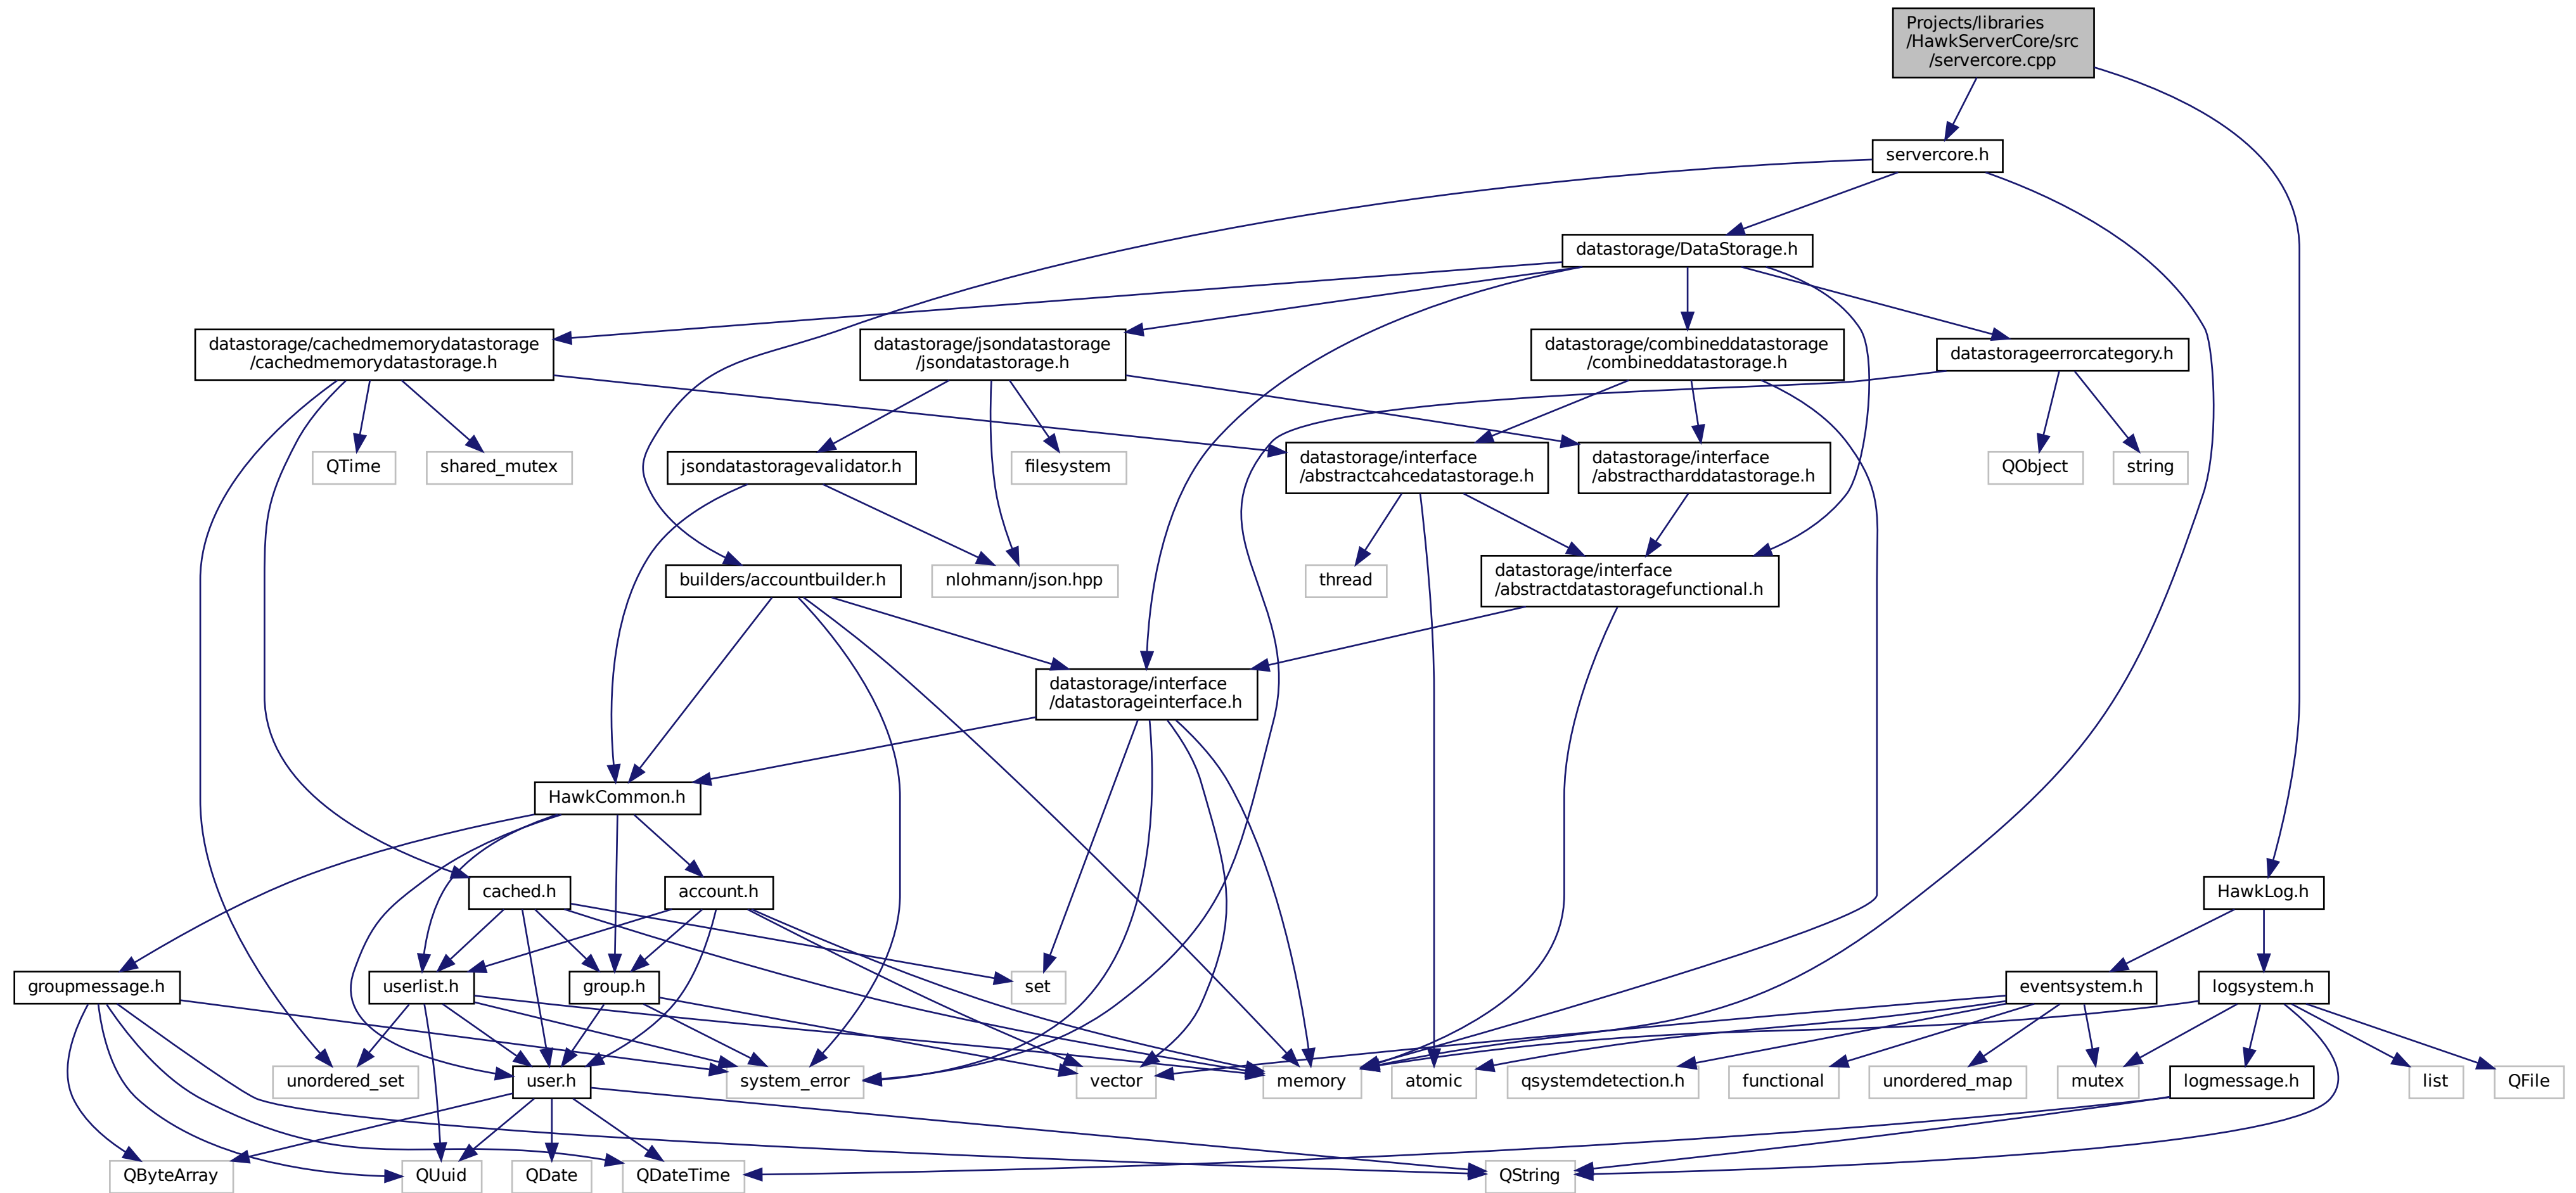 Projects/libraries
/HawkServerCore/src
/servercore.cpp
servercore.h
datastorage/DataStorage.h
datastorage/cachedmemorydatastorage
/cachedmemorydatastorage.h
datastorage/jsondatastorage
/jsondatastorage.h
datastorage/combineddatastorage
/combineddatastorage.h
datastorageerrorcategory.h
QTime
shared_mutex
jsondatastoragevalidator.h
filesystem
datastorage/interface
/abstractcahcedatastorage.h
datastorage/interface
/abstractharddatastorage.h
QObject
string
builders/accountbuilder.h
nlohmann/json.hpp
thread
datastorage/interface
/abstractdatastoragefunctional.h
datastorage/interface
/datastorageinterface.h
HawkCommon.h
cached.h
account.h
HawkLog.h
groupmessage.h
userlist.h
group.h
set
eventsystem.h
logsystem.h
unordered_set
user.h
system_error
vector
memory
atomic
qsystemdetection.h
functional
unordered_map
mutex
logmessage.h
list
QFile
QByteArray
QUuid
QDate
QDateTime
QString